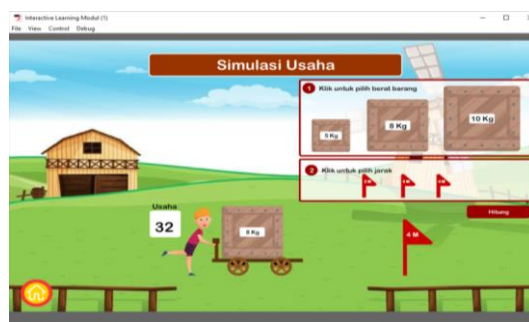 Interactive Learning Modul (1)
File View Control Debug
Simulasi Usaha
1 Klik untuk pilih berat barang
5 Kg
8 Kg
10 Kg
2 Klik untuk pilih jarak
Hitung
Usaha
32
8 Kg
4 M